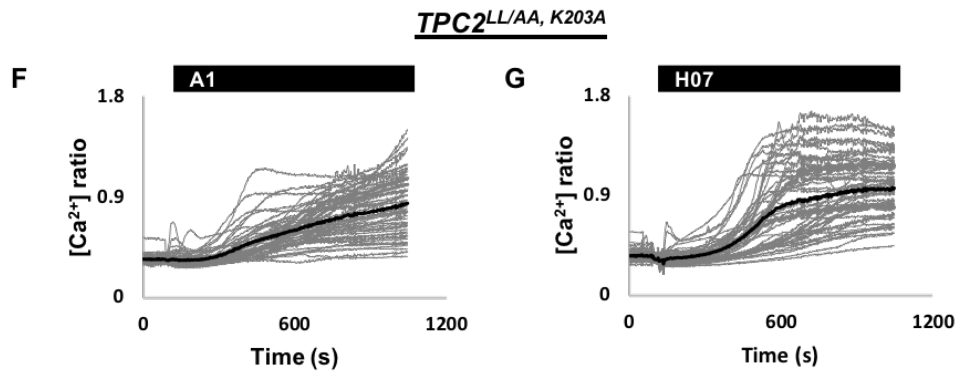 TPC2LL/AA, K203A
F
A1
1.8
[Ca2+] ratio
0.9
0
0
600
1200
Time (s)
G
H07
1.8
[Ca2+] ratio
0.9
0
0
600
1200
Time (s)